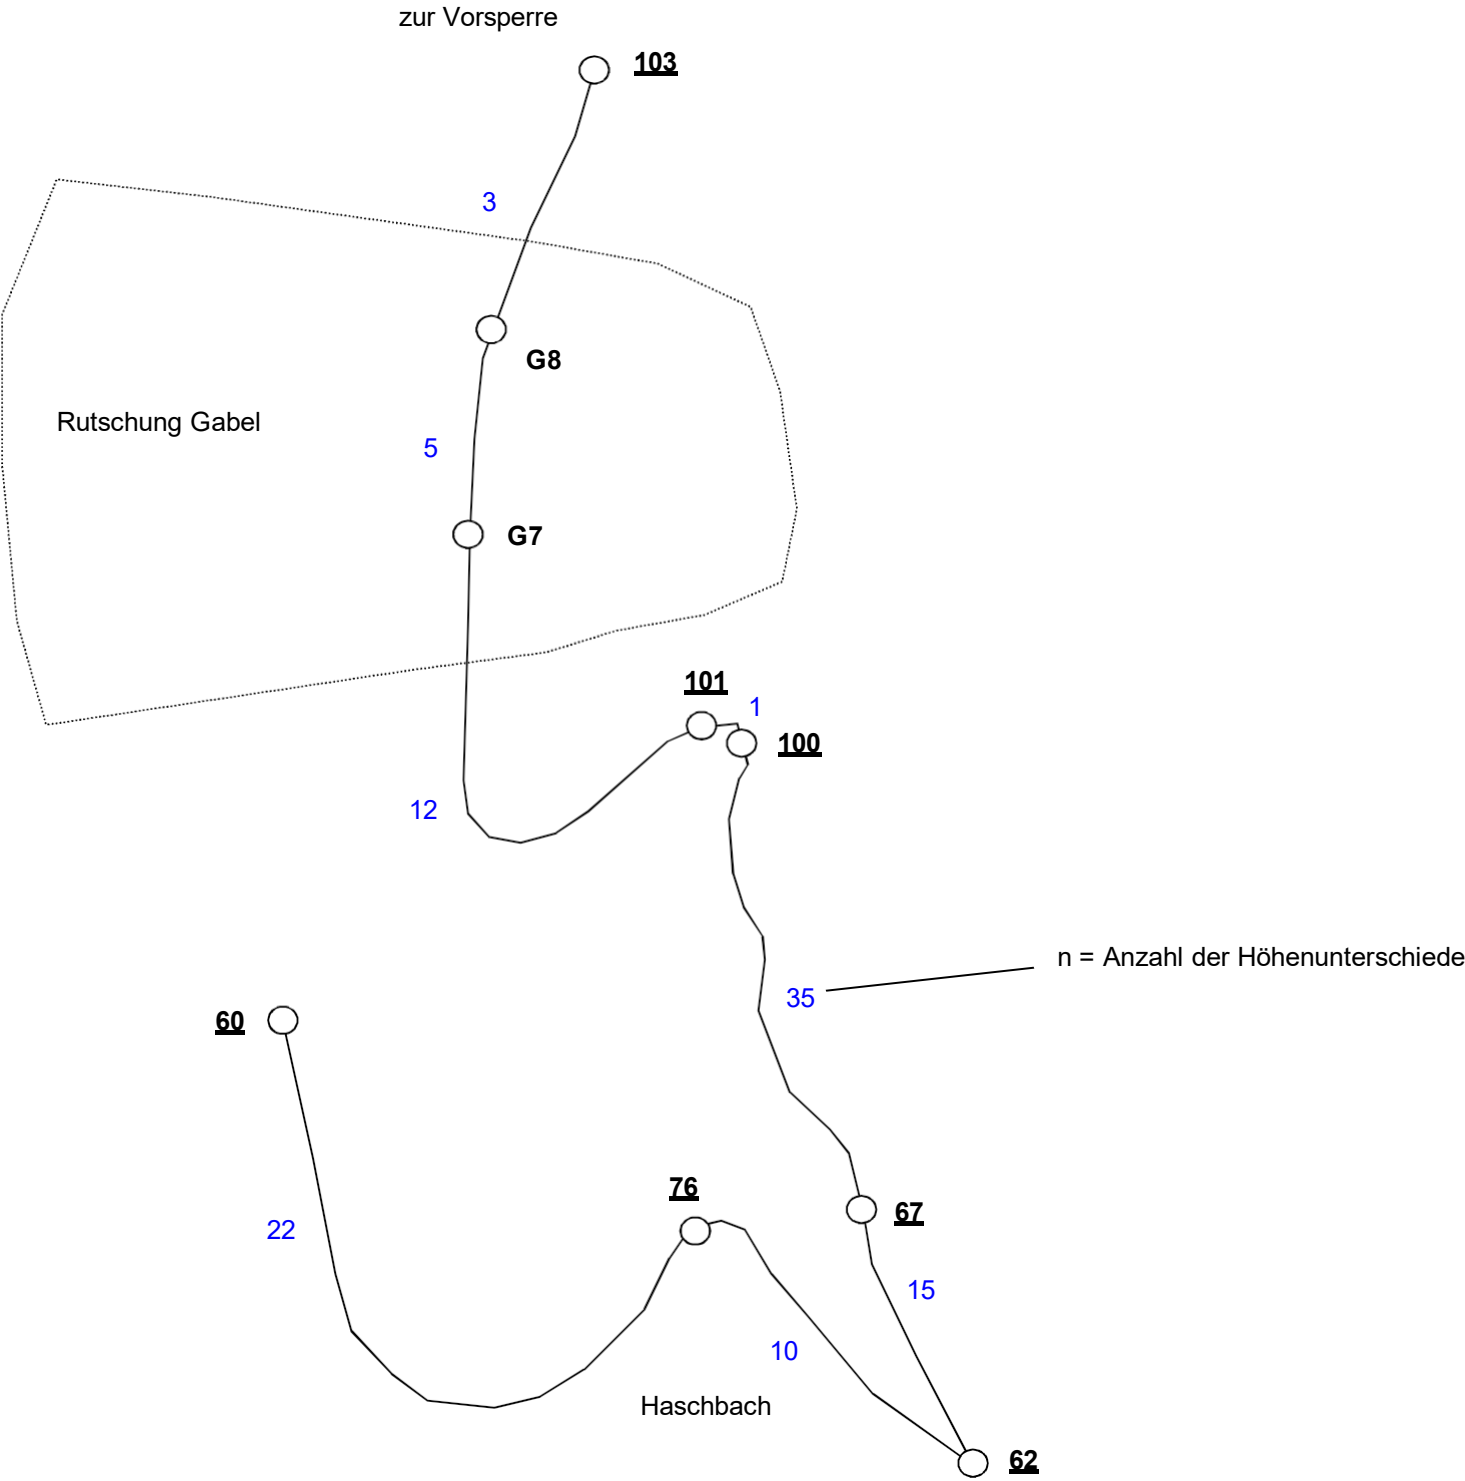 zur Vorsperre
103
3
G8
Rutschung Gabel
5
G7
101
1
100
12
n = Anzahl der Höhenunterschiede
35
60
76
67
22
15
10
Haschbach
62